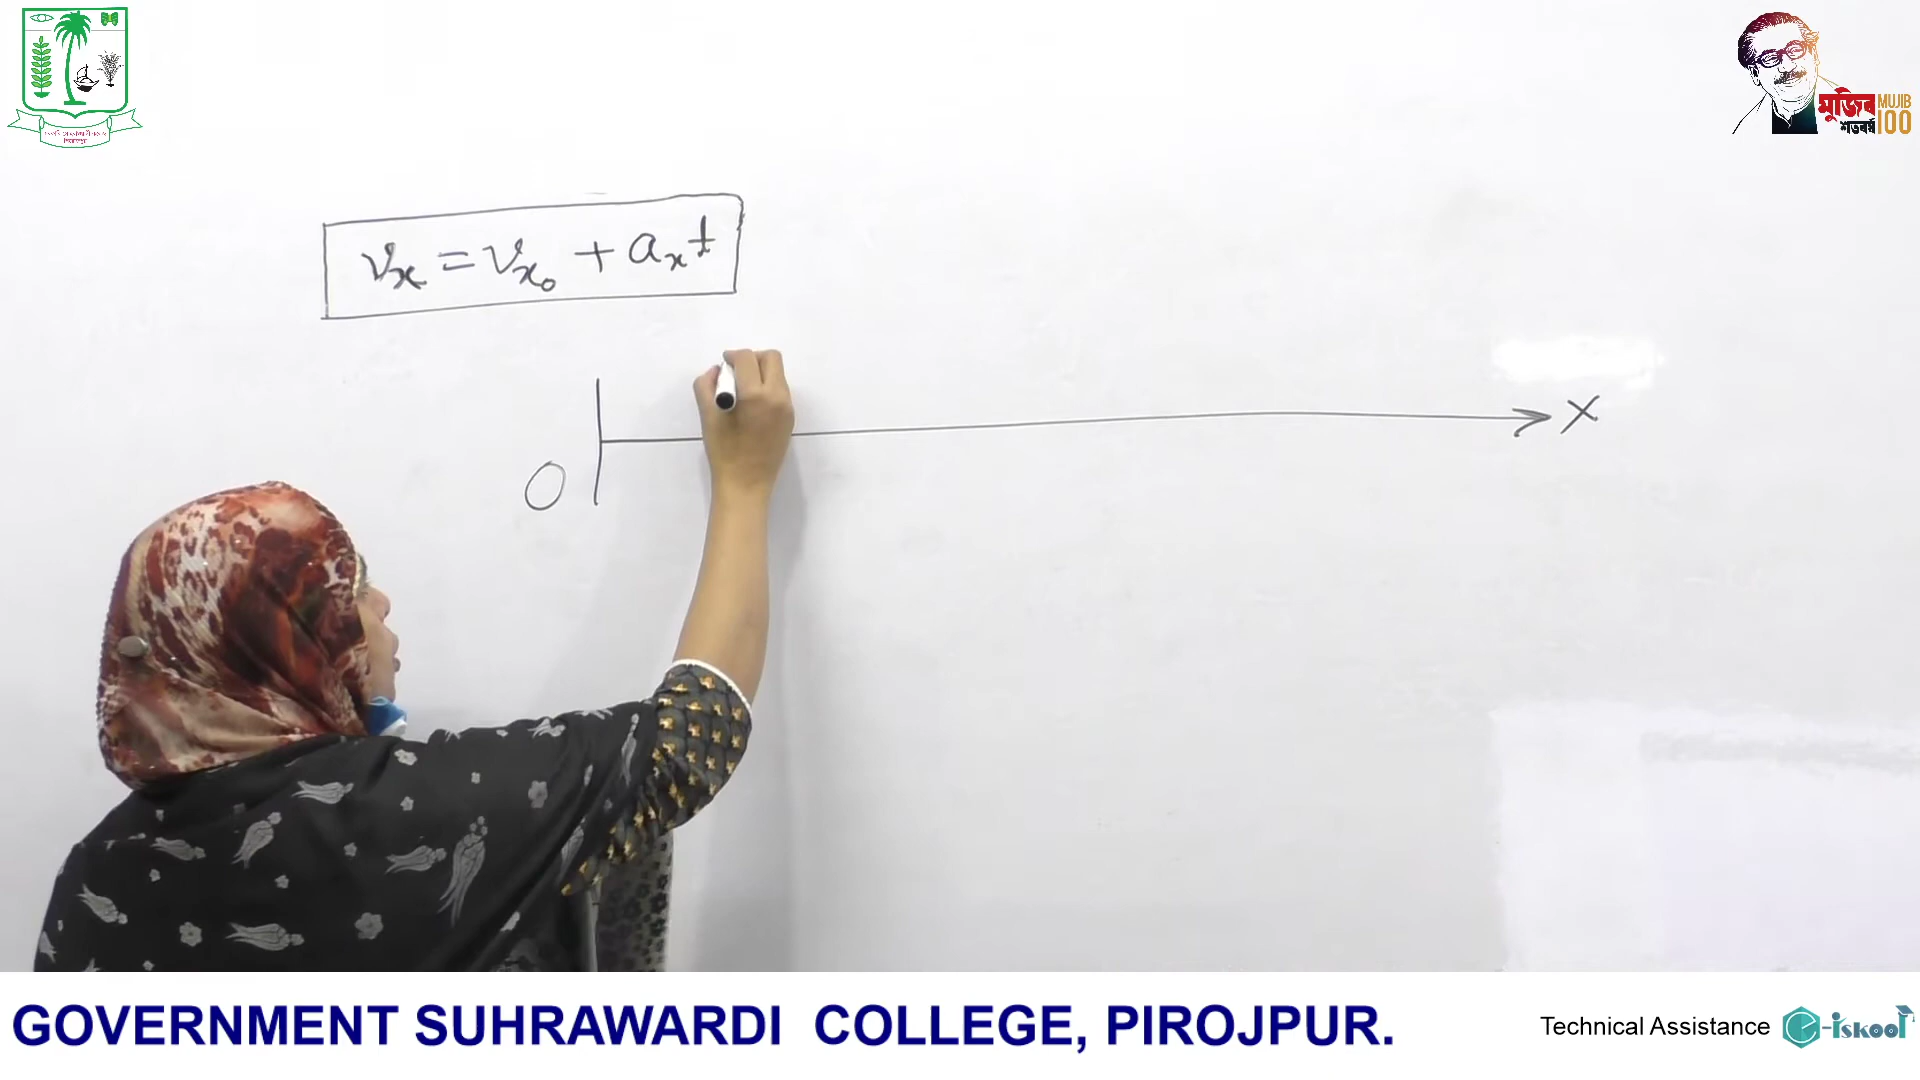 মুজিব
শতবর্ষ
MUJIB
100
vₓ = vₓ₀ + aₓt
O
X
GOVERNMENT SUHRAWARDI COLLEGE, PIROJPUR.
Technical Assistance e-iskool